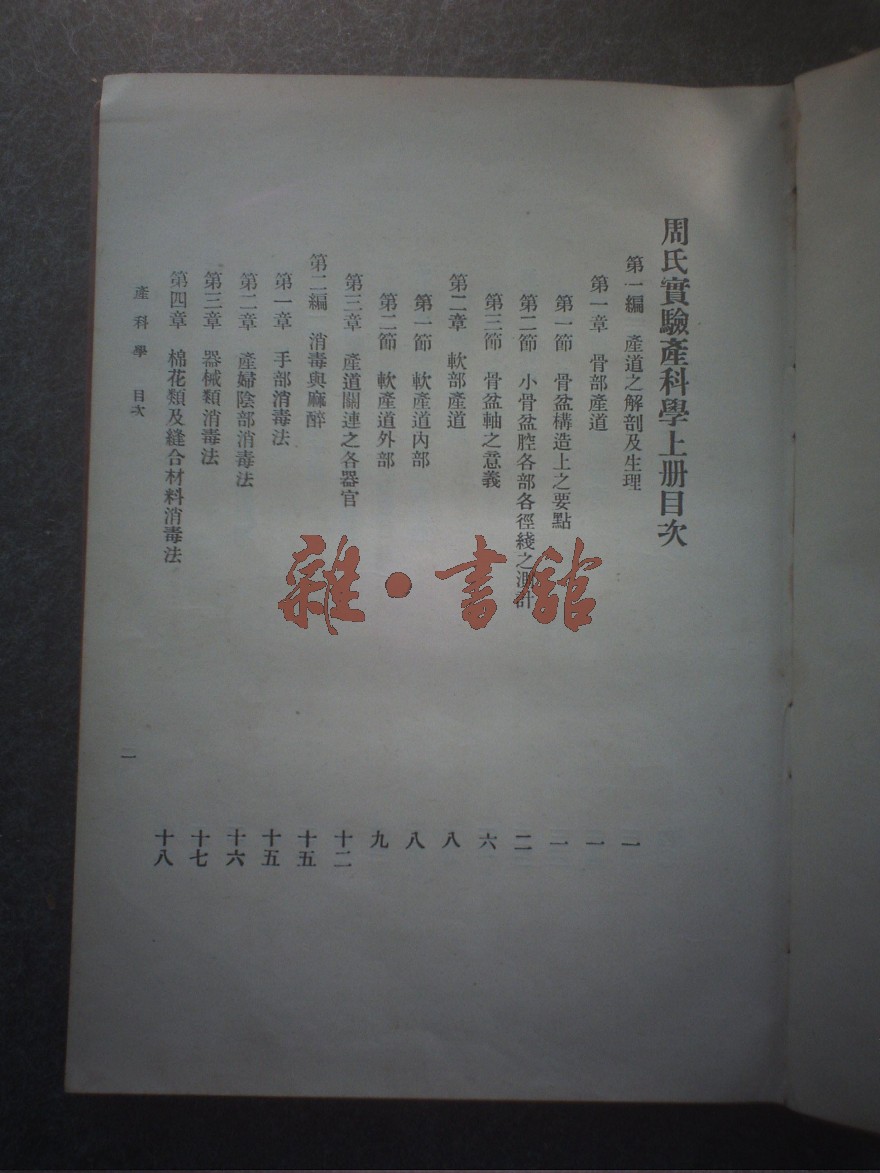 周氏實驗產科學上册目次
第一編　產道之解剖及生理　一
第一章　骨部產道　一
第一節　骨盆構造上之要點　一
第二節　小骨盆腔各部各徑綫之測計　二
第三節　骨盆軸之意義　六
第二章　軟部產道　八
第一節　軟產道內部　八
第二節　軟產道外部　九
第三章　產道關連之各器官　十二
第二編　消毒與麻醉　十五
第一章　手部消毒法　十五
第二章　產婦陰部消毒法　十六
第三章　器械類消毒法　十七
第四章　棉花類及縫合材料消毒法　十八
產科學　目次　一
雜·書館